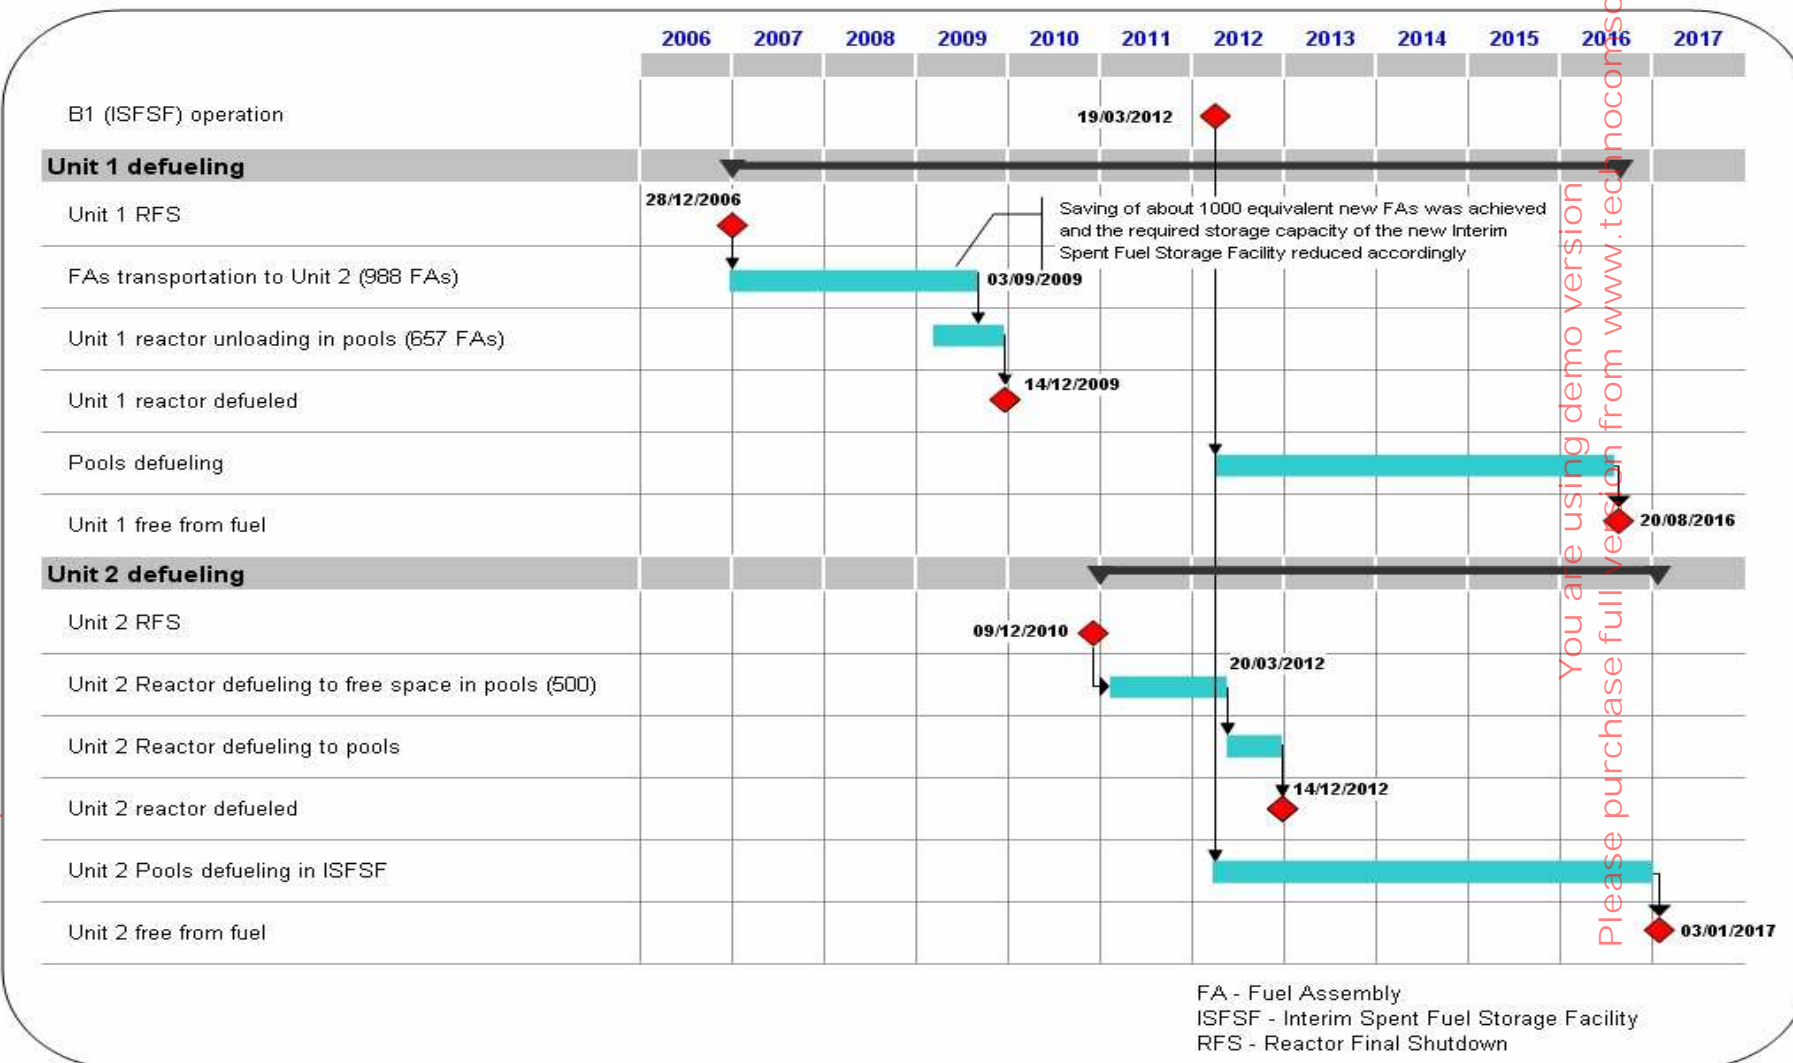 2006 2007 2008 2009 2010 2011 2012 2013 2014 2015 2016 2017
B1 (ISFSF) operation
19/03/2012
Unit 1 defueling
28/12/2006
Unit 1 RFS
Saving of about 1000 equivalent new FAs was achieved
and the required storage capacity of the new Interim
Spent Fuel Storage Facility reduced accordingly
FAs transportation to Unit 2 (988 FAs)
03/09/2009
Unit 1 reactor unloading in pools (657 FAs)
14/12/2009
Unit 1 reactor defueled
Pools defueling
Unit 1 free from fuel
20/08/2016
Unit 2 defueling
Unit 2 RFS
09/12/2010
20/03/2012
Unit 2 Reactor defueling to free space in pools (500)
Unit 2 Reactor defueling to pools
14/12/2012
Unit 2 reactor defueled
Unit 2 Pools defueling in ISFSF
Unit 2 free from fuel
03/01/2017
FA - Fuel Assembly
ISFSF - Interim Spent Fuel Storage Facility
RFS - Reactor Final Shutdown
You are using demo version
Please purchase full version from